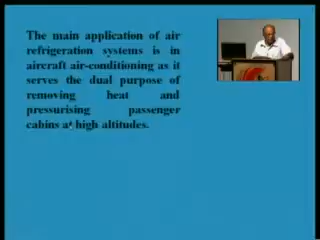 The main application of air
refrigeration systems is in
aircraft air-conditioning as it
serves the dual purpose of
removing heat and
pressurising passenger
cabins at high altitudes.